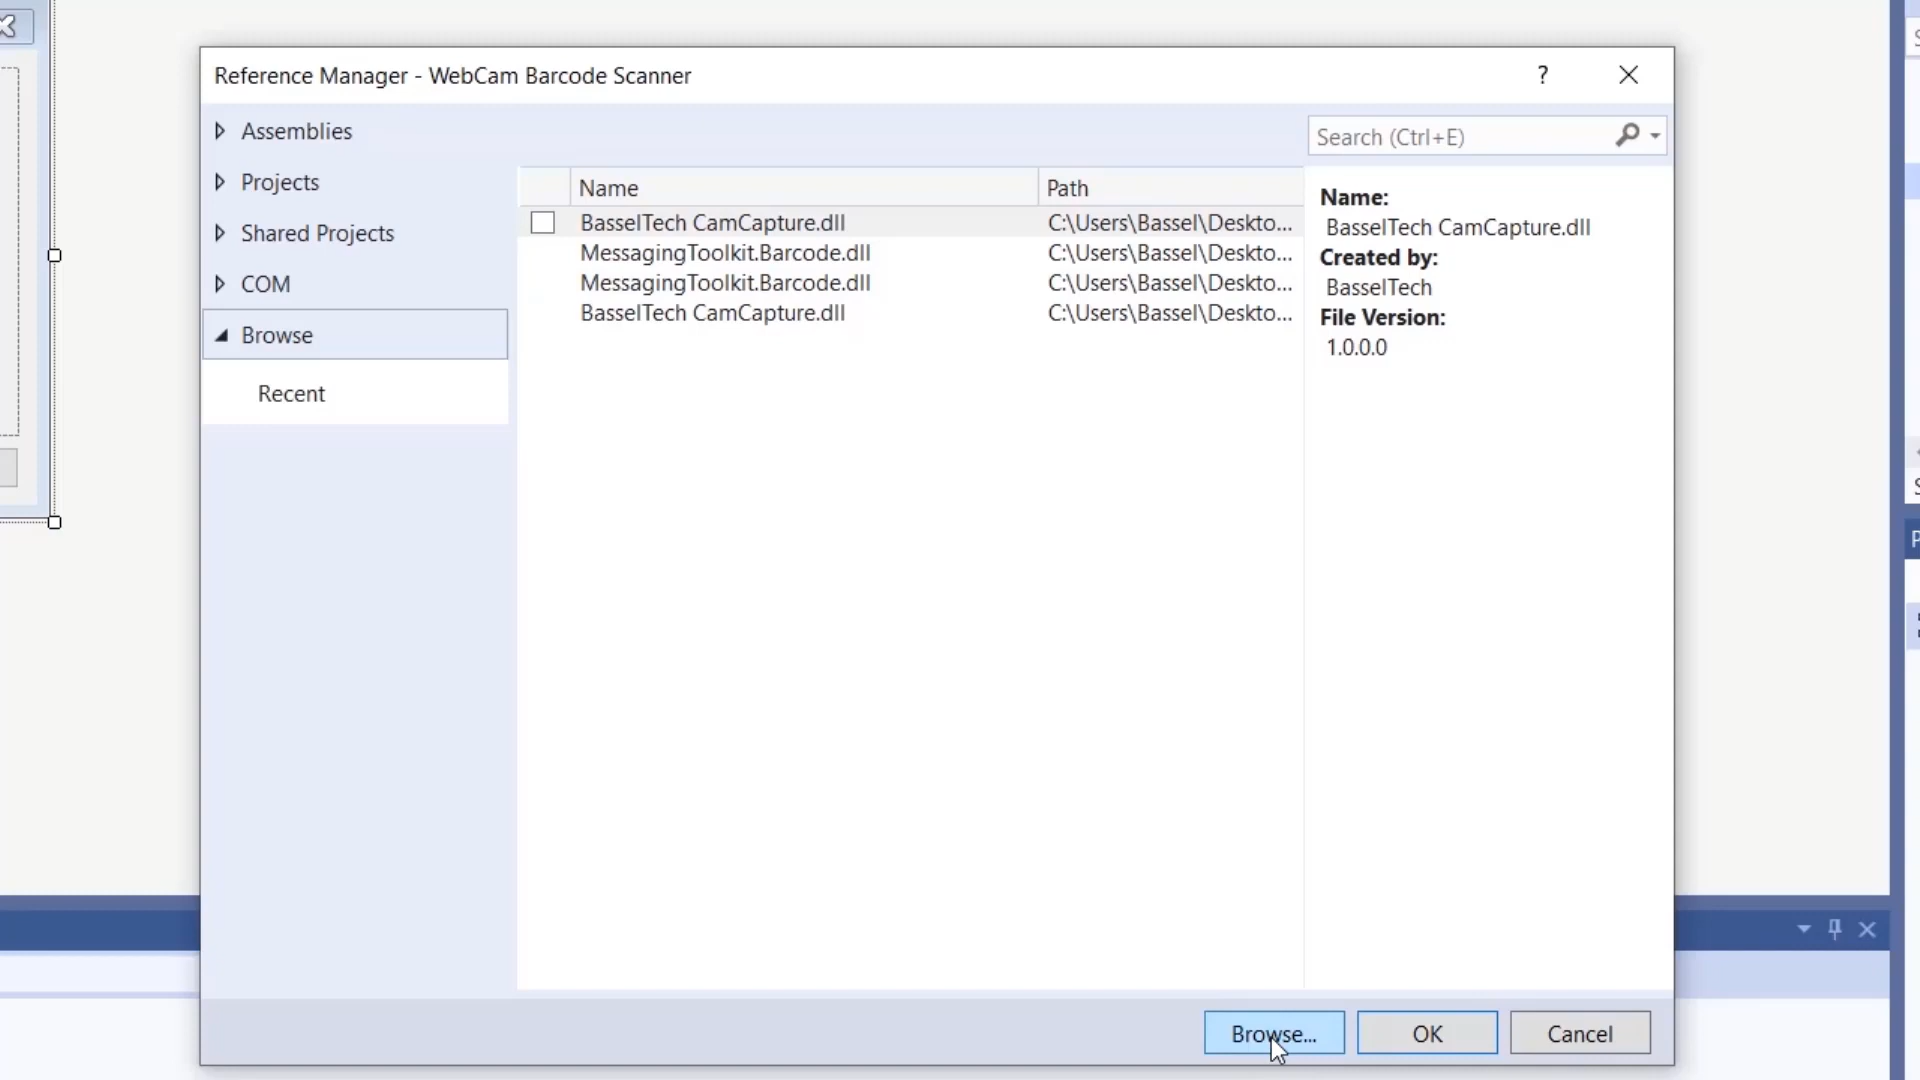 Reference Manager - WebCam Barcode Scanner
?
Assemblies
Projects
Shared Projects
COM
Browse
Recent
Search (Ctrl+E)
Name Path
BasselTech CamCapture.dll C:\Users\Bassel\Deskto...
MessagingToolkit.Barcode.dll C:\Users\Bassel\Deskto...
MessagingToolkit.Barcode.dll C:\Users\Bassel\Deskto...
BasselTech CamCapture.dll C:\Users\Bassel\Deskto...
Name:
BasselTech CamCapture.dll
Created by:
BasselTech
File Version:
1.0.0.0
Browse... OK Cancel